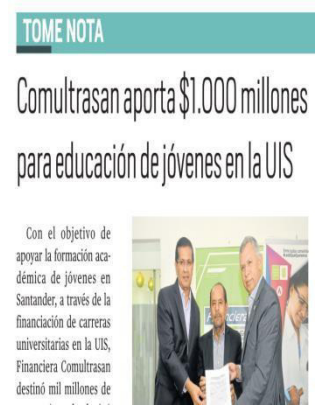 TOME NOTA
Comultrasan aporta $1.000 millones
para educación de jóvenes en la UIS
Con el objetivo de
apoyar la formación aca-
démica de jóvenes en
Santander, a través de la
financiación de carreras
universitarias en la UIS,
Financiera Comultrasan
destinó mil millones de
Financiera